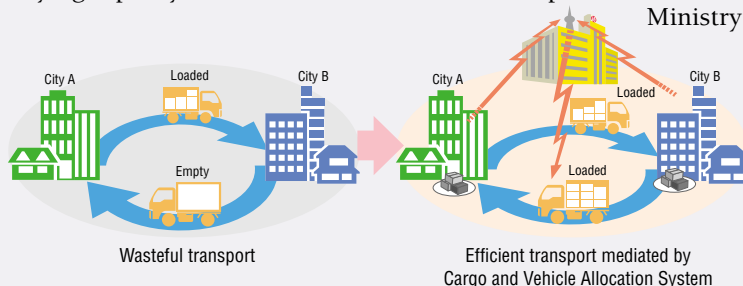 Ministry
City A
Loaded
City B
Empty
Wasteful transport
City A
Loaded
City B
Loaded
Efficient transport mediated by
Cargo and Vehicle Allocation System